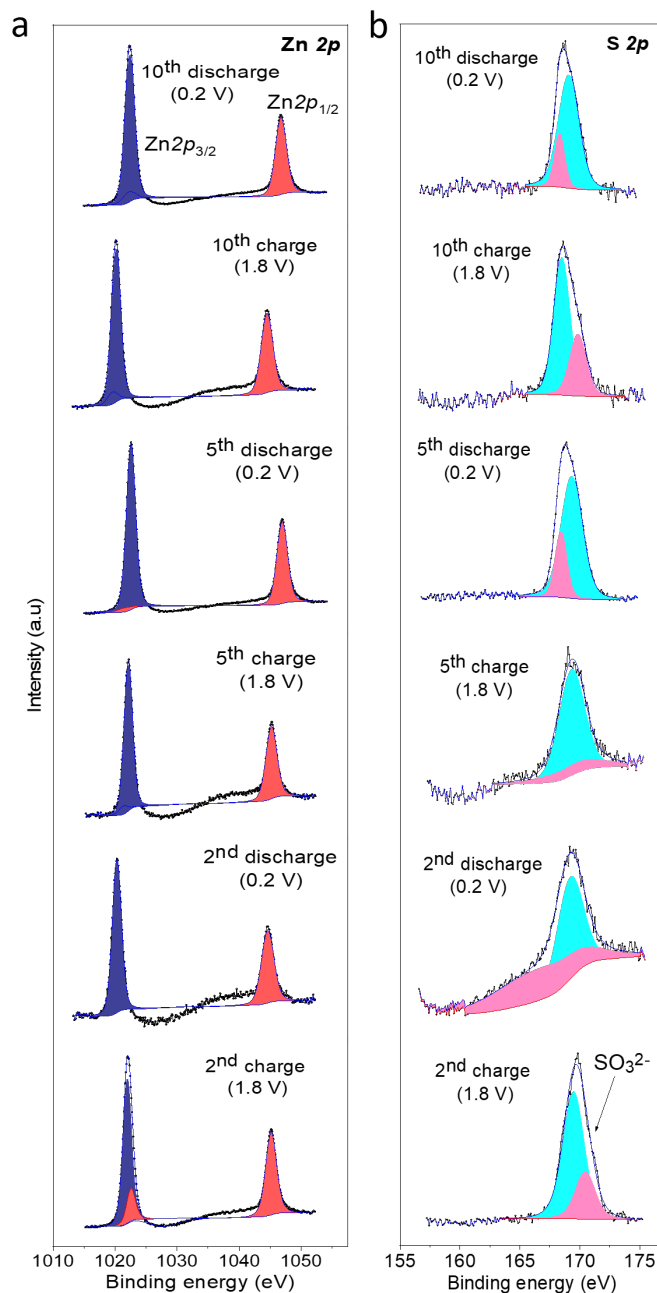 a
Zn 2p
10th discharge
(0.2 V)
Zn2p1/2
Zn2p3/2
10th charge
(1.8 V)
5th discharge
(0.2 V)
5th charge
(1.8 V)
2nd discharge
(0.2 V)
2nd charge
(1.8 V)
Intensity (a.u)
1010 1020 1030 1040 1050
Binding energy (eV)
b
S 2p
10th discharge
(0.2 V)
10th charge
(1.8 V)
5th discharge
(0.2 V)
5th charge
(1.8 V)
2nd discharge
(0.2 V)
2nd charge
(1.8 V)
SO3 2-
155 160 165 170 175
Binding energy (eV)